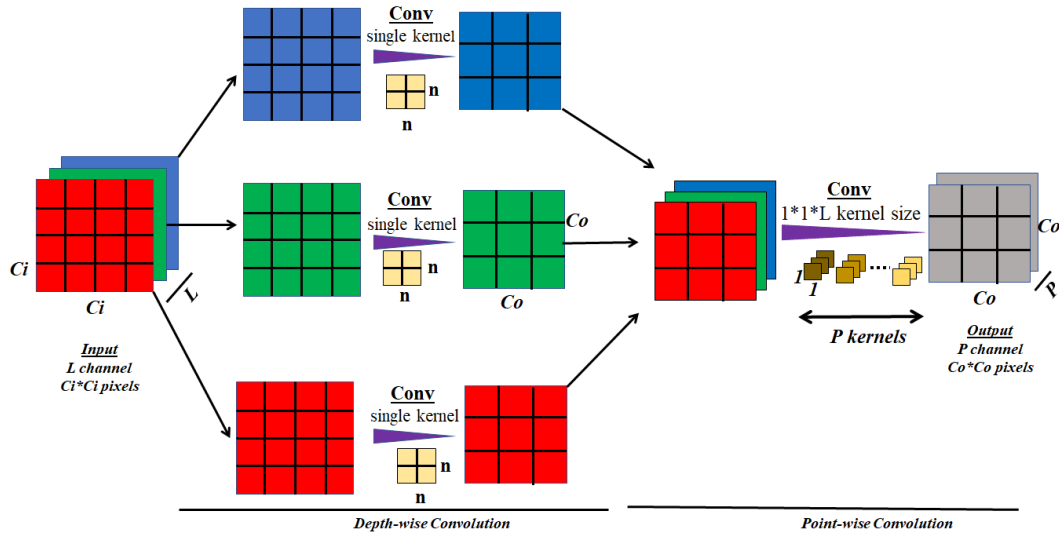 Conv
single kernel
n
n
Ci
Ci
L
Input
L channel
Ci*Ci pixels
Conv
single kernel
n
n
Co
Co
Conv
single kernel
n
n
Depth-wise Convolution
Conv
1*1*L kernel size
1
1
P kernels
Co
Co
P
Output
P channel
Co*Co pixels
Point-wise Convolution